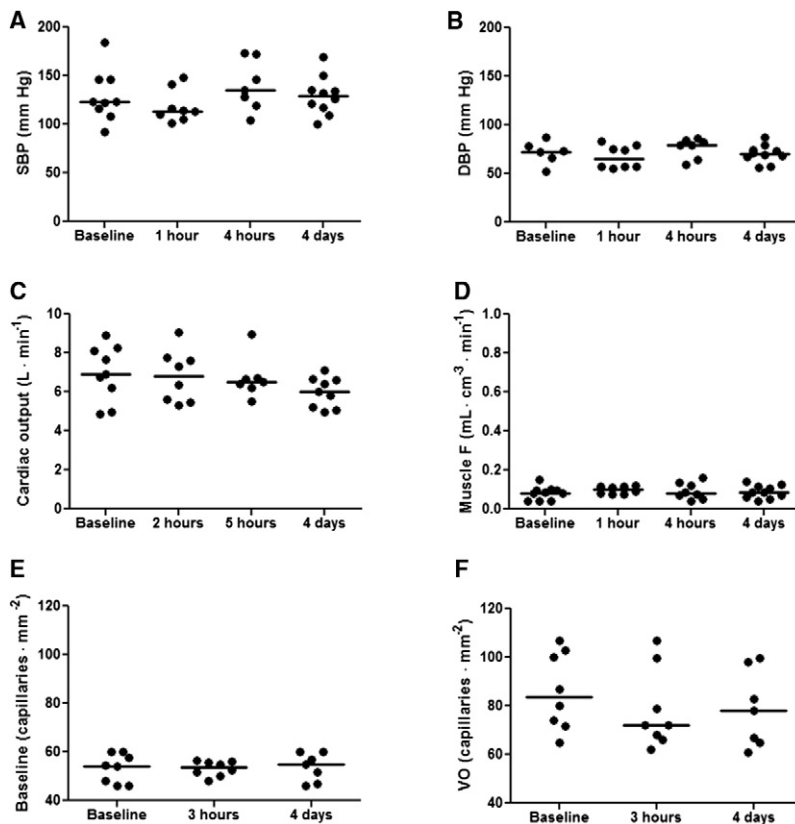 A
SBP (mm Hg)
200
150
100
50
0
Baseline 1 hour 4 hours 4 days
B
DBP (mm Hg)
200
150
100
50
0
Baseline 1 hour 4 hours 4 days
C
Cardiac output (L · min⁻¹)
10
8
6
4
2
0
Baseline 2 hours 5 hours 4 days
D
Muscle F (mL · cm⁻³ · min⁻¹)
1.0
0.8
0.6
0.4
0.2
0.0
Baseline 1 hour 4 hours 4 days
E
Baseline (capillaries · mm⁻²)
120
100
80
60
40
Baseline 3 hours 4 days
F
VO (capillaries · mm⁻²)
120
100
80
60
40
Baseline 3 hours 4 days